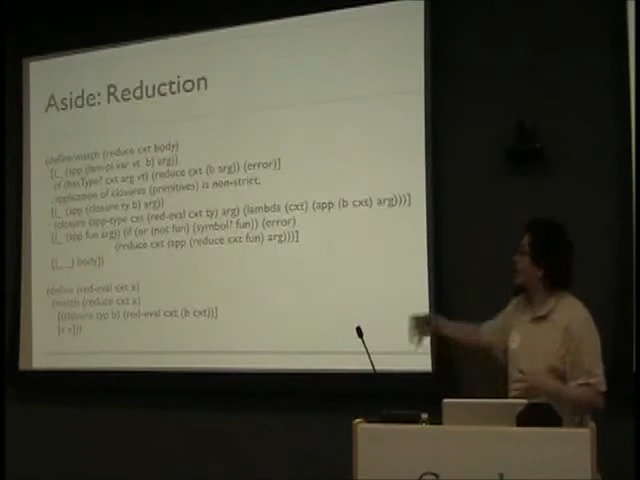 Aside: Reduction
(define/match (reduce cxt body)
[(_ (app (lam-pi var vt b) arg))
(if (hasType? cxt arg vt) (reduce cxt (b arg)) (error)]
application of closures (primitives) is non-strict.
[(_ (app (closure ty b) arg))
(closure (app-type cxt (red-eval cxt ty) arg) (lambda (cxt) (app (b cxt) arg)))]
[(_ (app fun arg)) (if (or (not fun) (symbol? fun)) (error)
(reduce cxt (app (reduce cxt fun) arg)))]
[(_ _) body])
(define (red-eval cxt x)
(match (reduce cxt x)
[(closure typ b) (red-eval cxt (b cxt))]
[x x]))